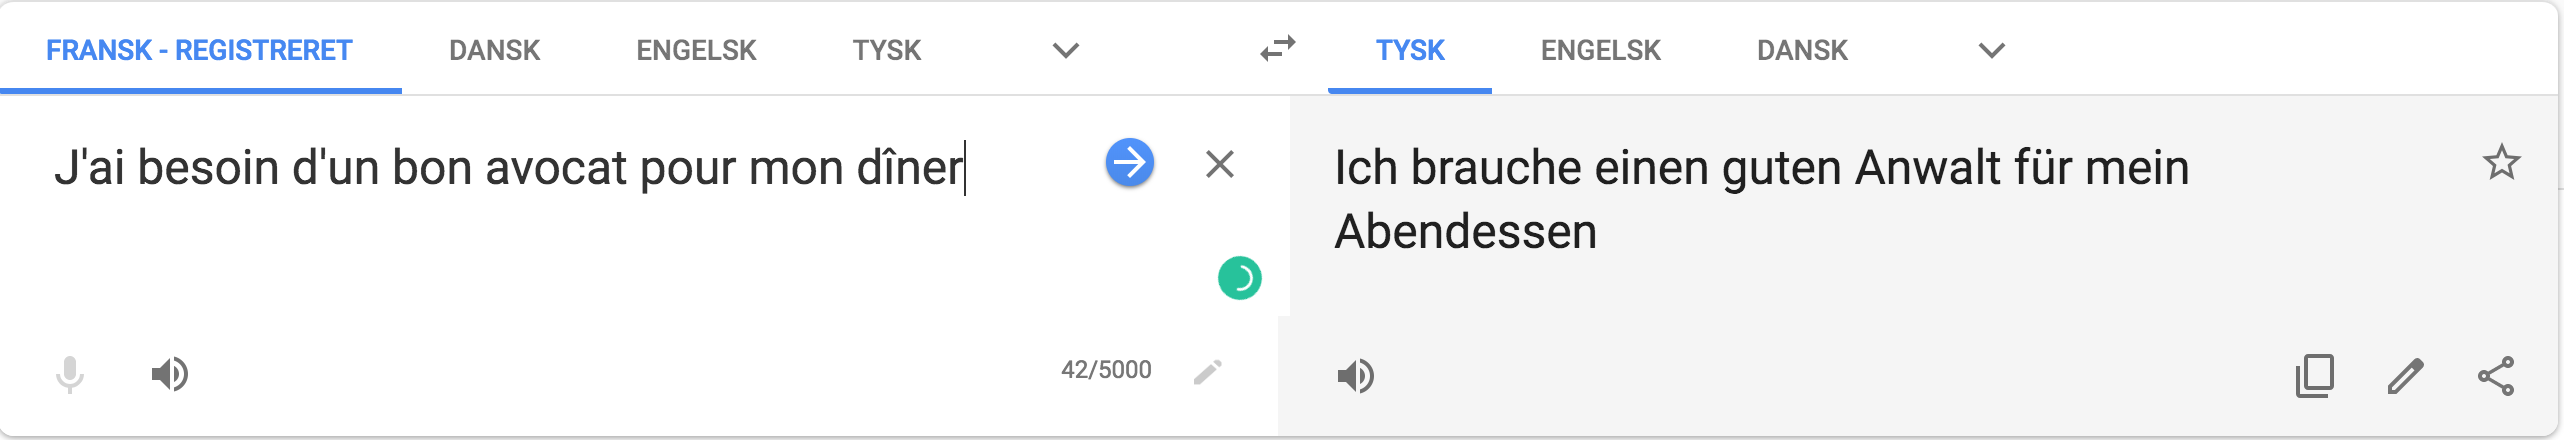 FRANSK - REGISTRERET DANSK ENGELSK TYSK TYSK ENGELSK DANSK
J'ai besoin d'un bon avocat pour mon dîner
Ich brauche einen guten Anwalt für mein
Abendessen
42/5000